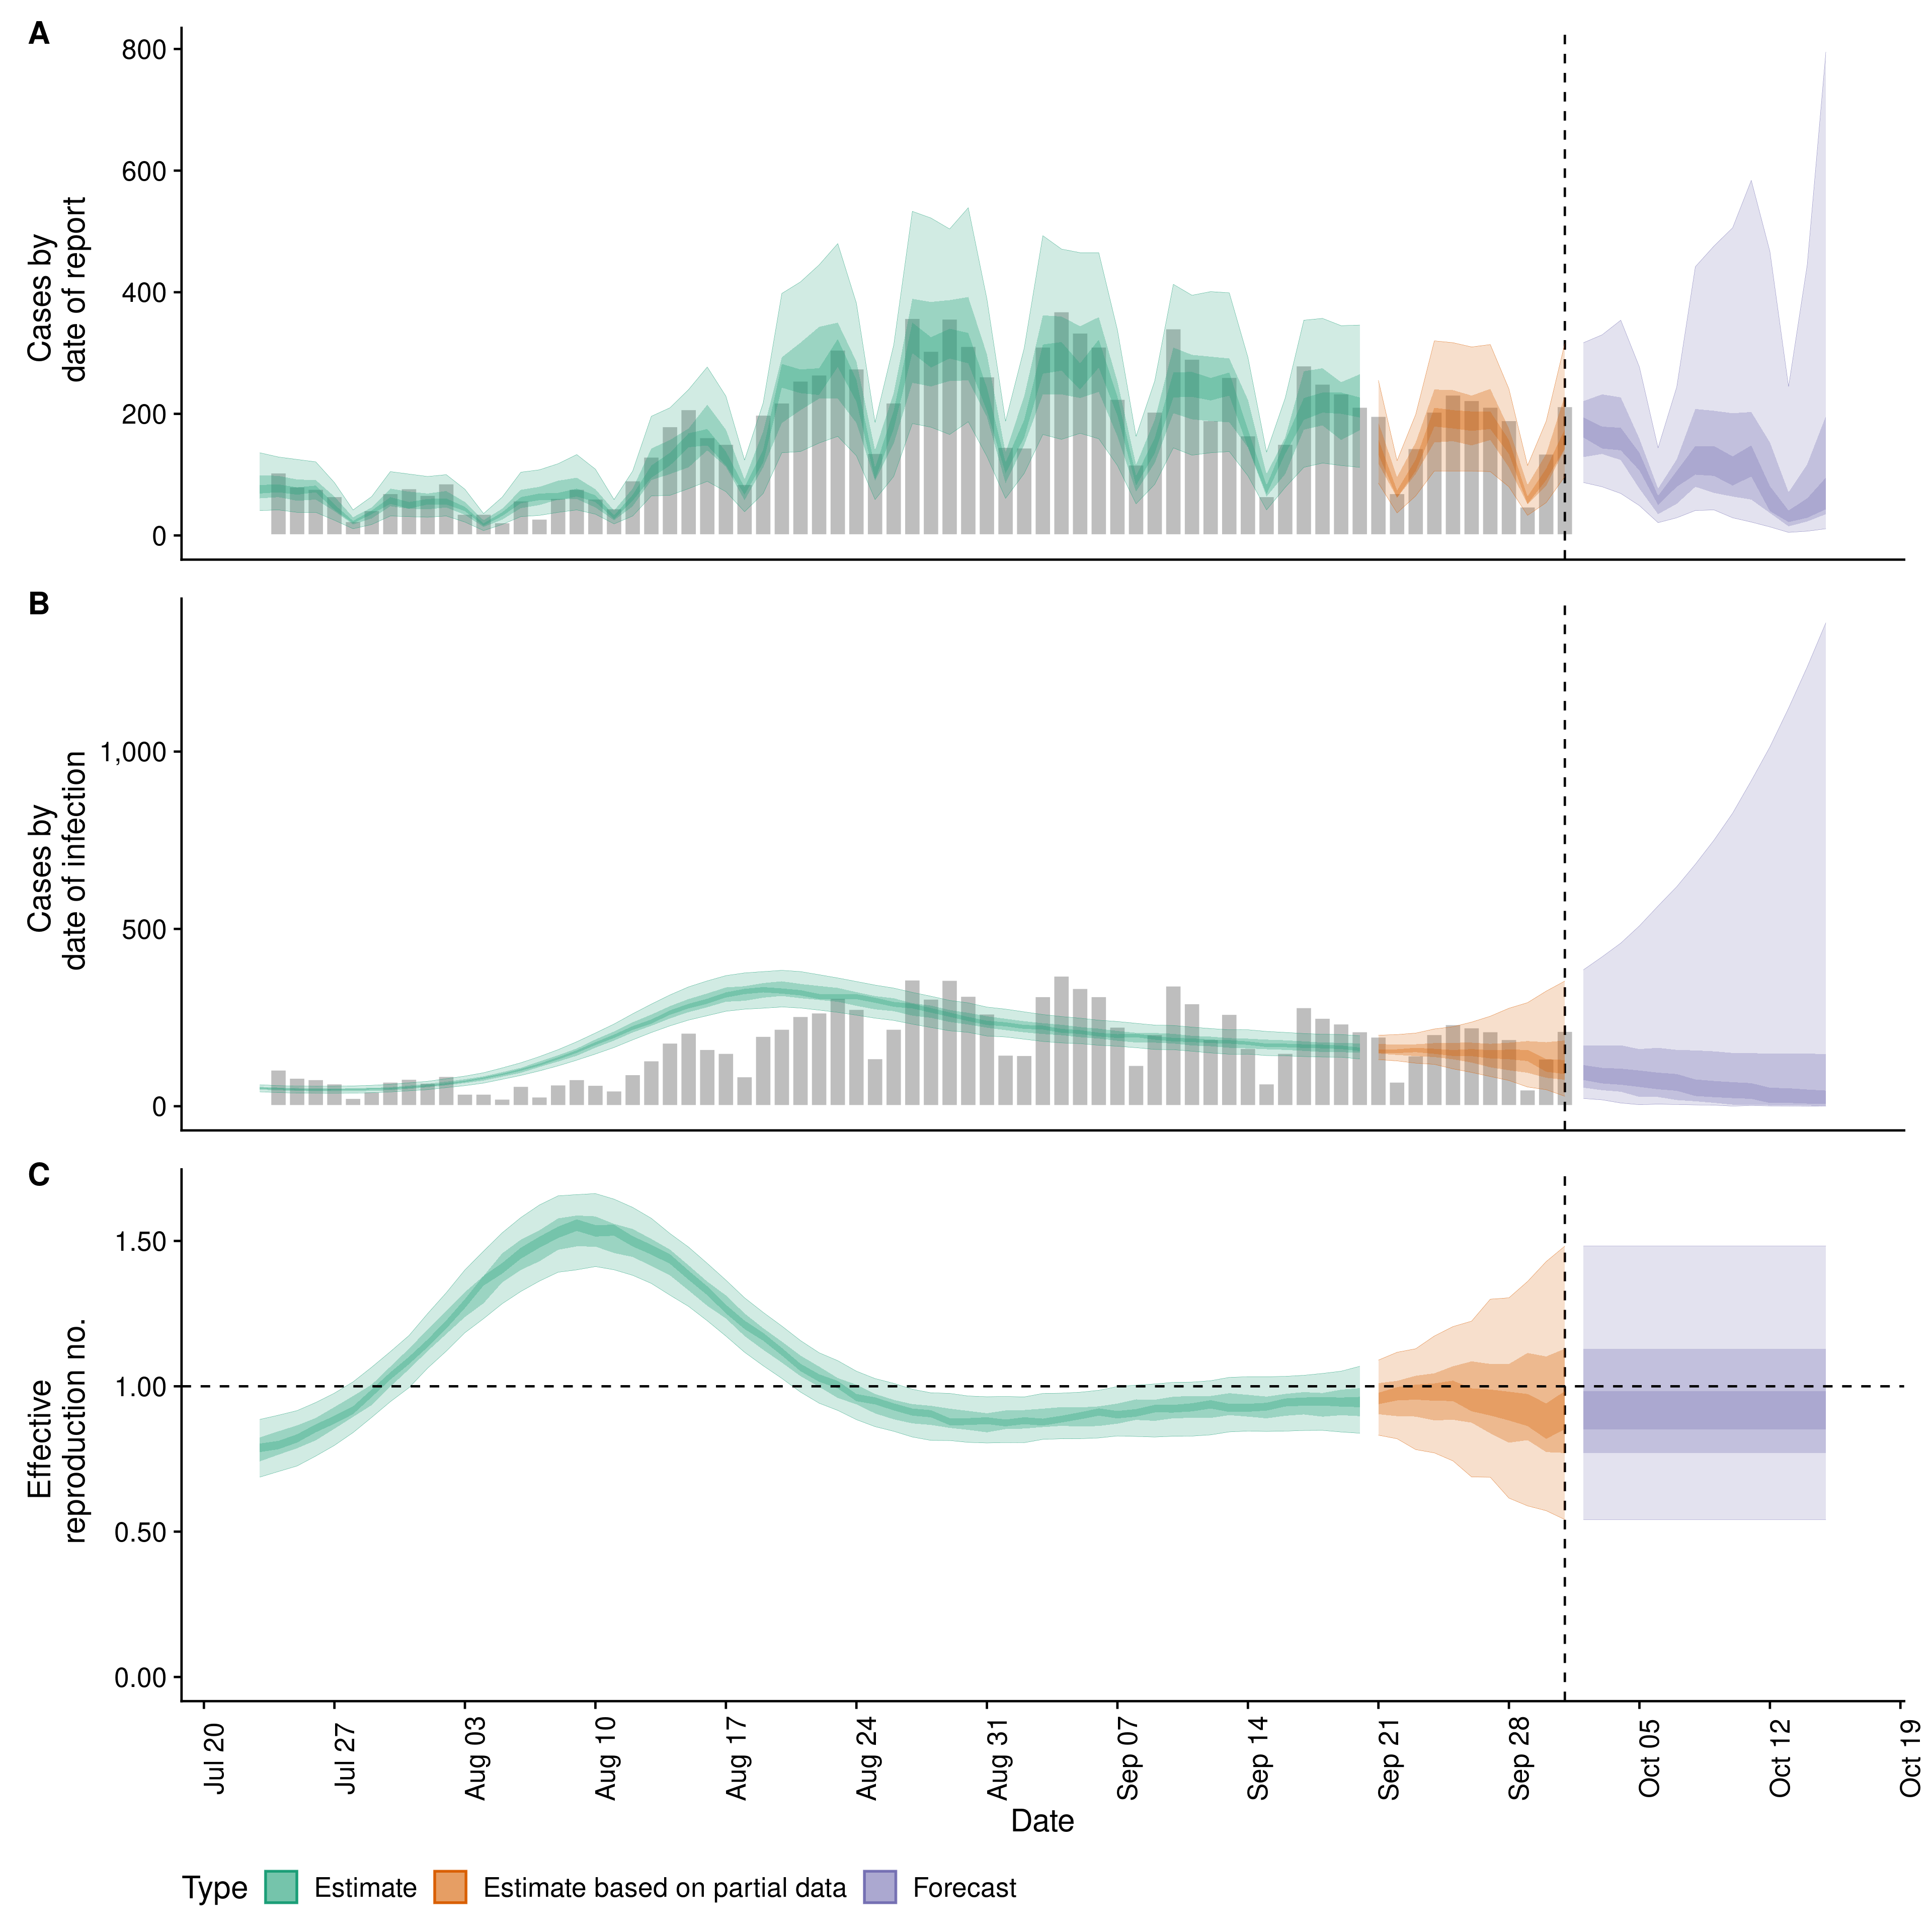 A
Cases by
date of report
800
600
400
200
0
B
Cases by
date of infection
1,000
500
0
C
Effective
reproduction no.
1.50
1.00
0.50
0.00
Jul 20
Jul 27
Aug 03
Aug 10
Aug 17
Aug 24
Aug 31
Sep 07
Sep 14
Sep 21
Sep 28
Oct 05
Oct 12
Oct 19
Date
Type Estimate Estimate based on partial data Forecast